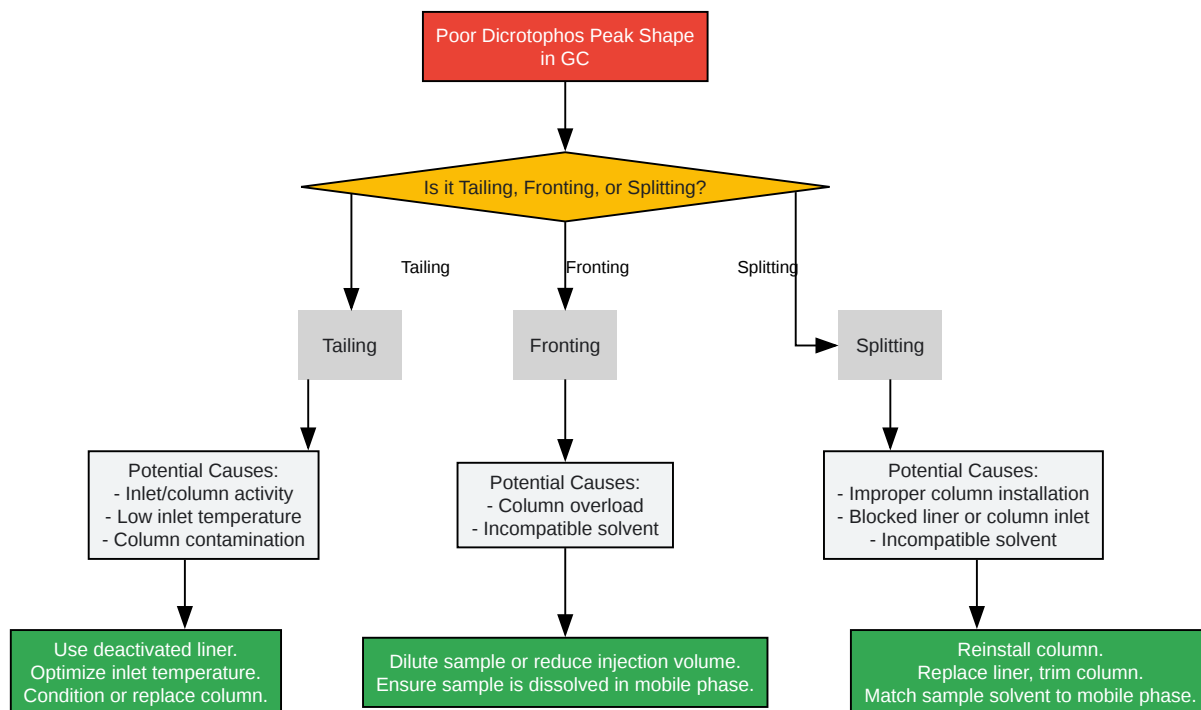 Poor Dicrotophos Peak Shape
in GC
Is it Tailing, Fronting, or Splitting?
Tailing
Fronting
Splitting
Tailing
Fronting
Splitting
Potential Causes:
- Inlet/column activity
- Low inlet temperature
- Column contamination
Potential Causes:
- Column overload
- Incompatible solvent
Potential Causes:
- Improper column installation
- Blocked liner or column inlet
- Incompatible solvent
Use deactivated liner.
Optimize inlet temperature.
Condition or replace column.
Dilute sample or reduce injection volume.
Ensure sample is dissolved in mobile phase.
Reinstall column.
Replace liner, trim column.
Match sample solvent to mobile phase.